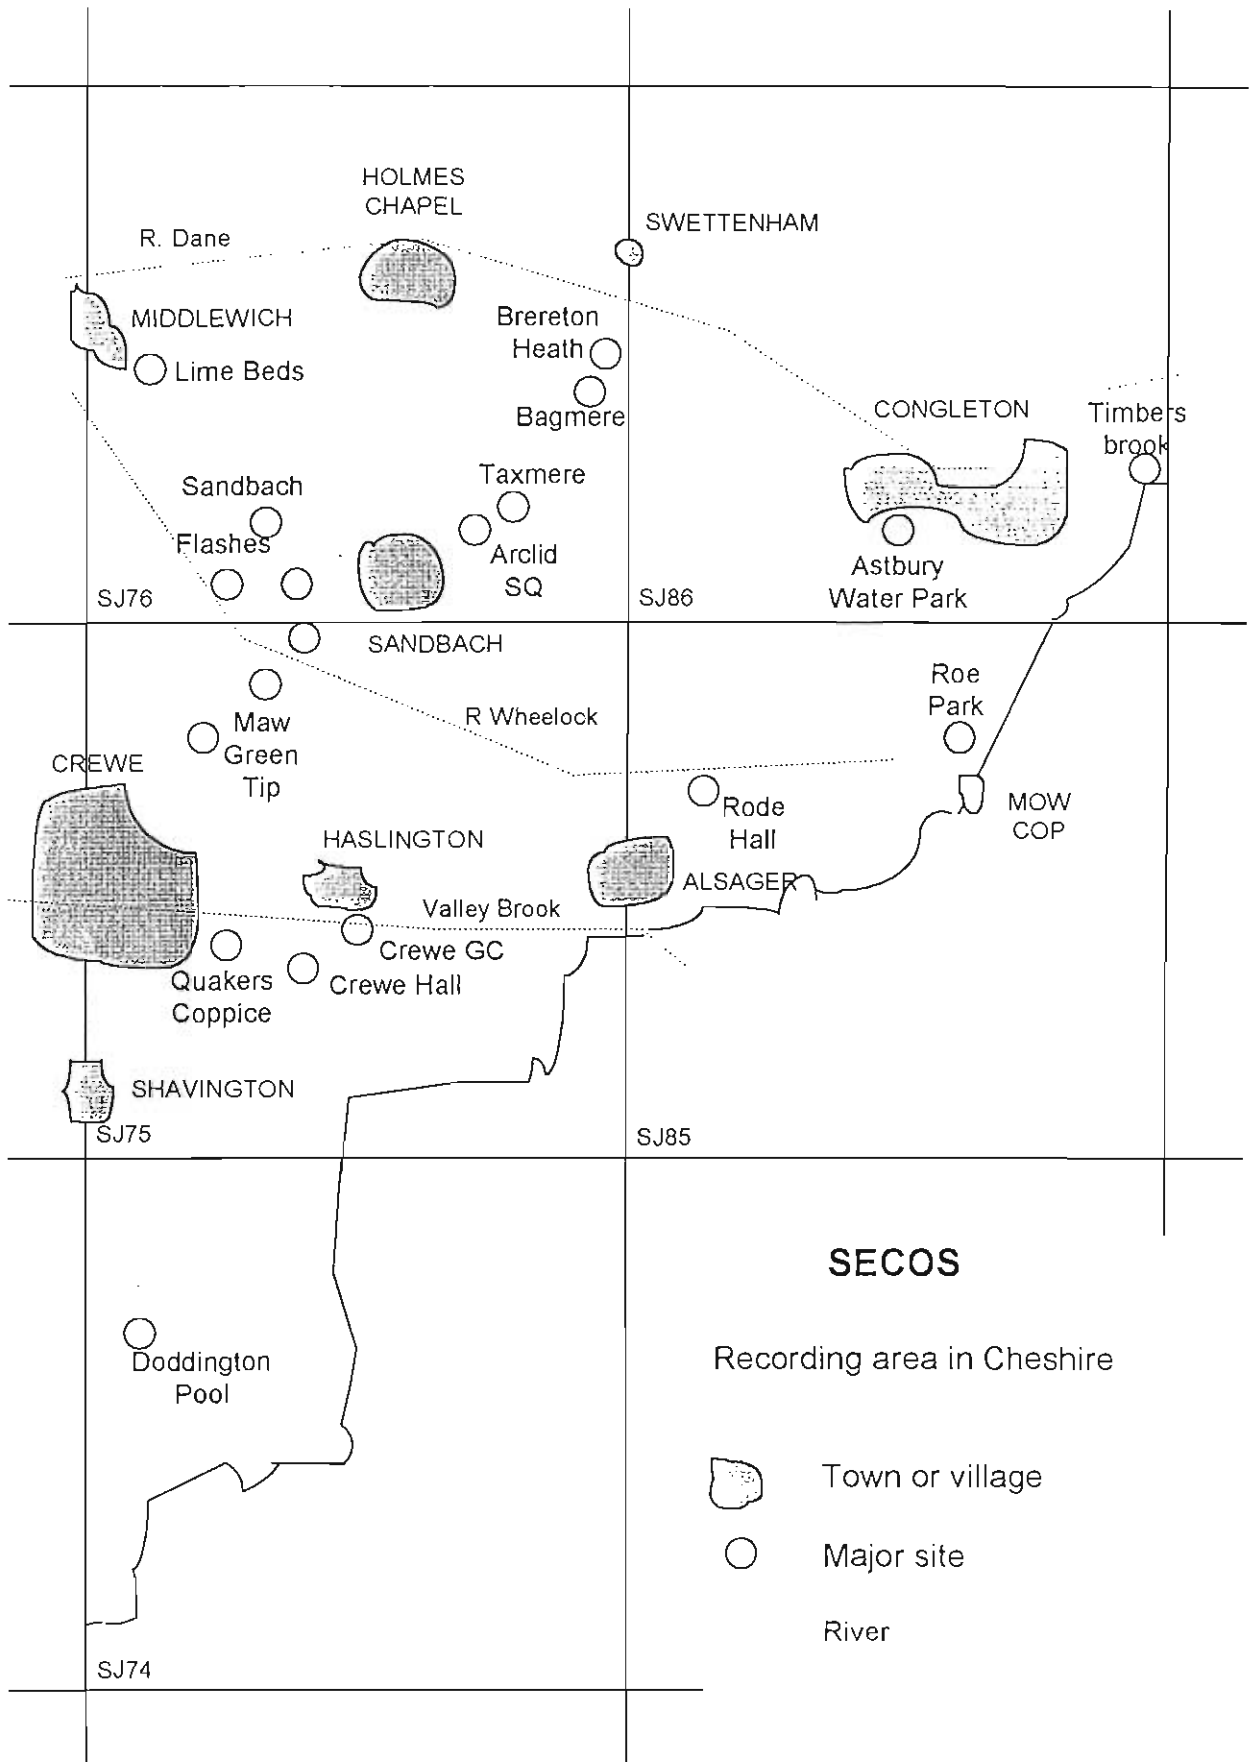 HOLMES
CHAPEL
SWETTENHAM
R. Dane
MIDDLEWICH
Brereton
Heath
Lime Beds
Bagmere
CONGLETON
Timbers
brook
Taxmere
Sandbach
Flashes
Arclid
SQ
Astbury
Water Park
SJ76
SJ86
SANDBACH
Roe
Park
R Wheelock
Maw
Green
Tip
CREWE
MOW
COP
Rode
Hall
HASLINGTON
ALSAGER
Valley Brook
Crewe GC
Quakers
Coppice
Crewe Hall
SHAVINGTON
SJ75
SJ85
SECOS
Doddington
Pool
Recording area in Cheshire
Town or village
Major site
River
SJ74